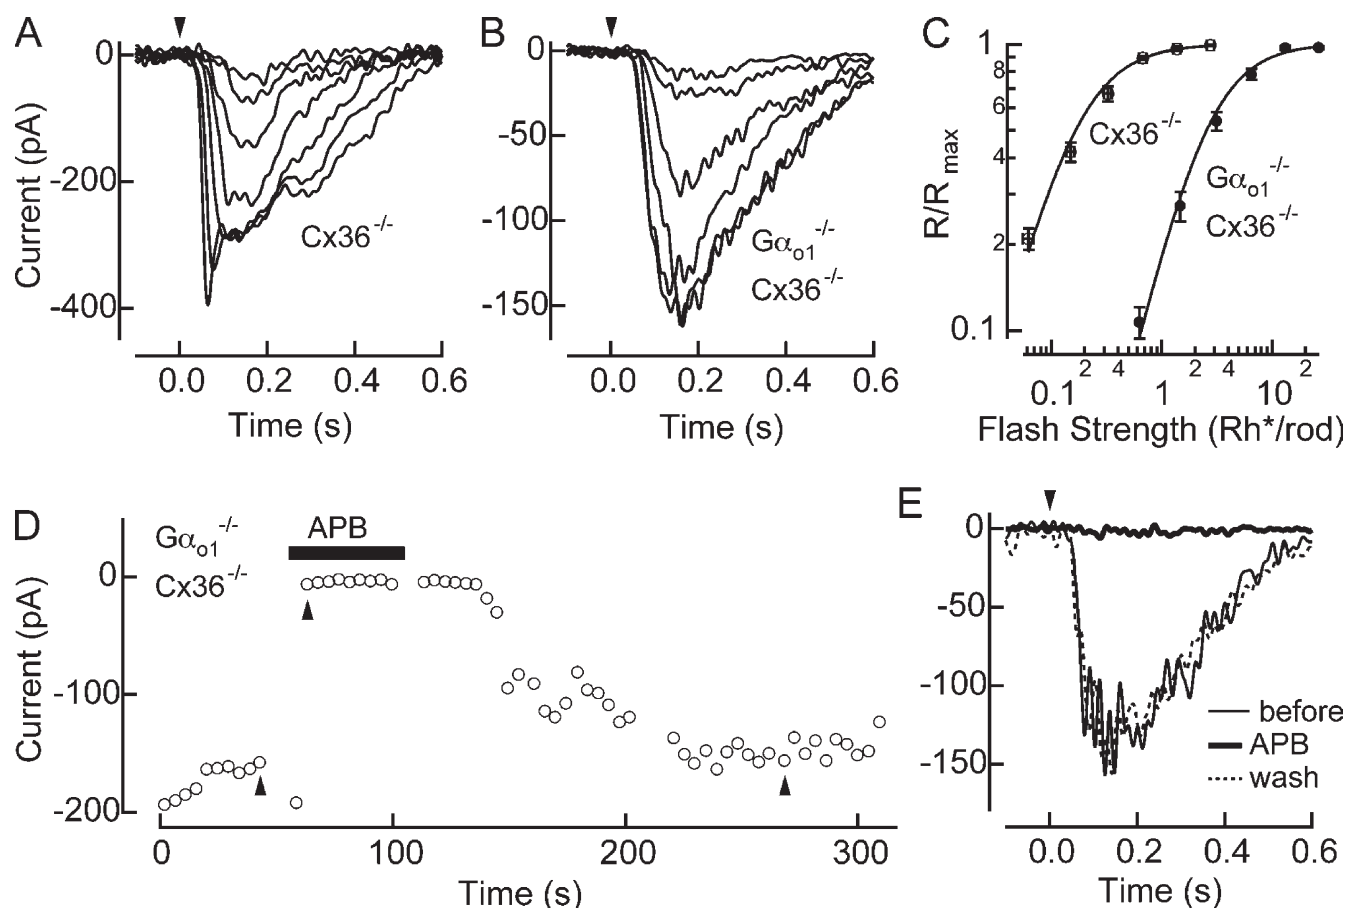 A
0
-200
-400
Current (pA)
Cx36-/-
0.0 0.2 0.4 0.6
Time (s)
B
0
-50
-100
-150
Gαo1-/-
Cx36-/-
0.0 0.2 0.4 0.6
Time (s)
C
1
8
6
4
2
0.1
R/Rmax
Cx36-/-
Gαo1-/-
Cx36-/-
2 4 2 4 2
0.1 1 10
Flash Strength (Rh*/rod)
D
Gαo1-/-
Cx36-/-
APB
0
-100
-200
Current (pA)
0 100 200 300
Time (s)
E
0
-50
-100
-150
before
APB
wash
0.0 0.2 0.4 0.6
Time (s)